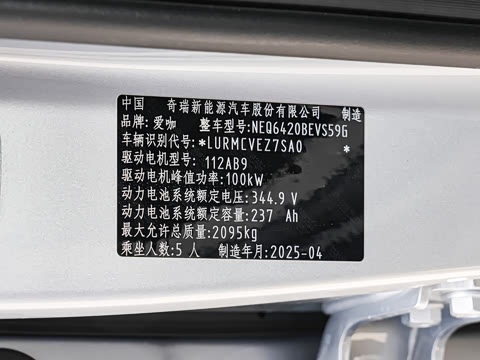 中国 奇瑞新能源汽车股份有限公司 制造
品牌:爱咖 整车型号:NEQ6420BEVS59G
车辆识别代号:*LURMCVEZ7SA0 *
驱动电机型号: 112AB9
驱动电机峰值功率:100kW
动力电池系统额定电压:344.9 V
动力电池系统额定容量:237 Ah
最大允许总质量:2095kg
乘坐人数:5 人 制造年月:2025-04